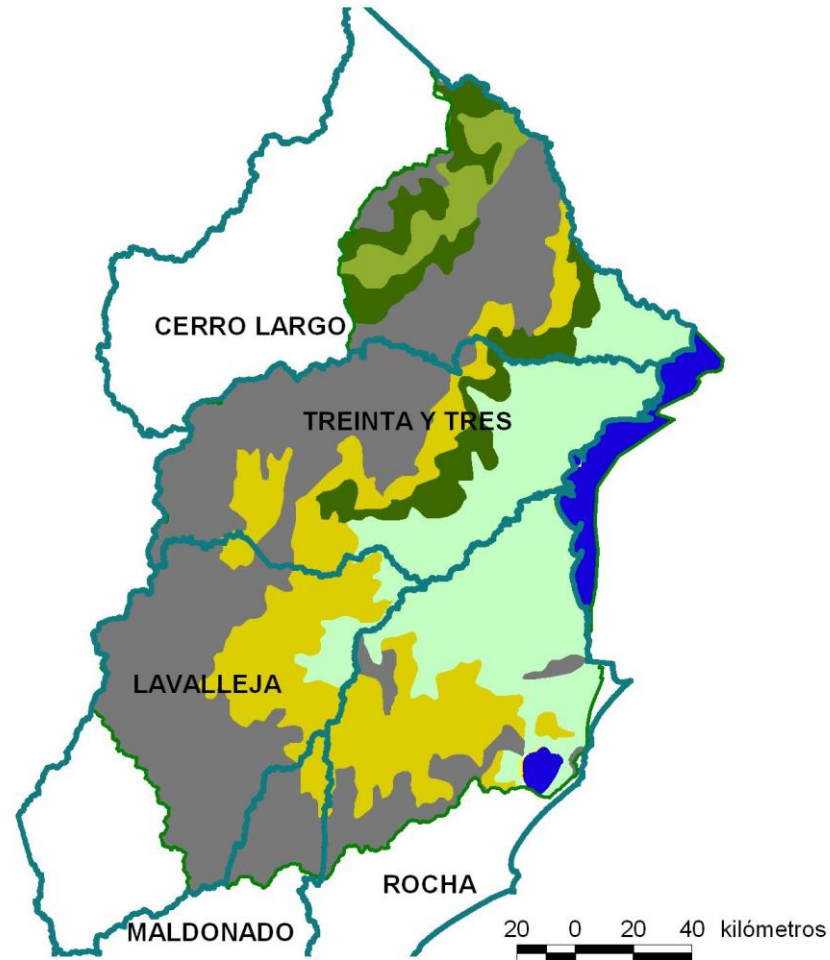 CERRO LARGO
TREINTA Y TRES
LAVALLEJA
ROCHA
MALDONADO
20 0 20 40 kilómetros